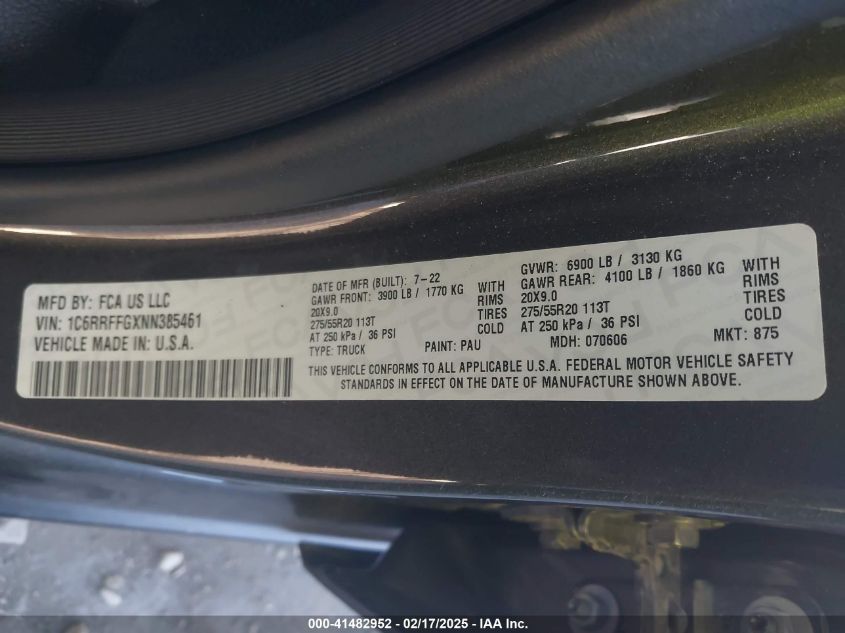 MFD BY: FCA US LLC
VIN: 1C6RRFFGXNN385461
VEHICLE MADE IN: U.S.A.
DATE OF MFR (BUILT): 7-22
GAWR FRONT: 3900 LB / 1770 KG WITH
20X9.0 RIMS
275/55R20 113T TIRES
AT 250 kPa / 36 PSI COLD
TYPE: TRUCK PAINT: PAU
GVWR: 6900 LB / 3130 KG
GAWR REAR: 4100 LB / 1860 KG WITH
20X9.0 RIMS
275/55R20 113T TIRES
AT 250 kPa / 36 PSI COLD
MDH: 070606 MKT: 875
THIS VEHICLE CONFORMS TO ALL APPLICABLE U.S.A. FEDERAL MOTOR VEHICLE SAFETY
STANDARDS IN EFFECT ON THE DATE OF MANUFACTURE SHOWN ABOVE.
000-41482952 - 02/17/2025 - IAAI.COM